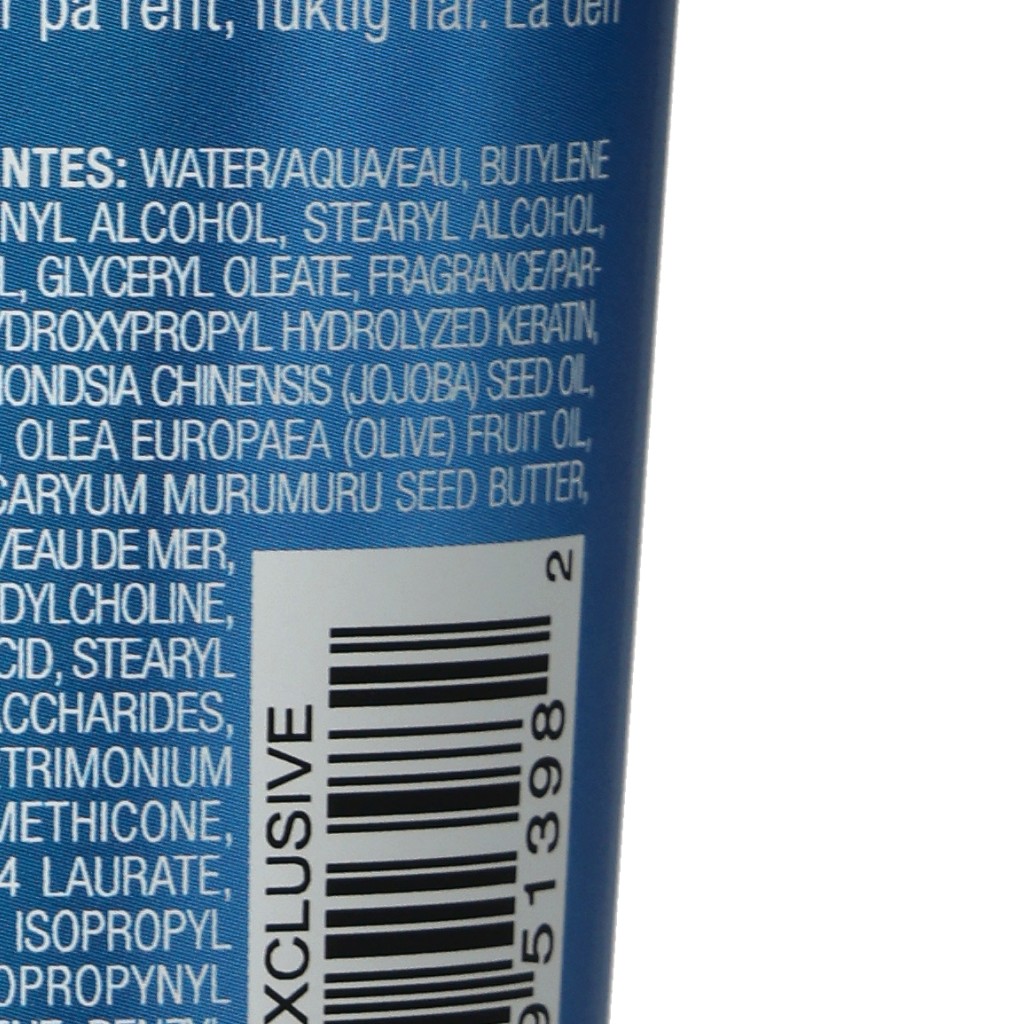 på rent, fuktig hår. La den
NTES: WATER/AQUA/EAU, BUTYLENE
NYL ALCOHOL, STEARYL ALCOHOL,
L, GLYCERYL OLEATE, FRAGRANCE/PAR-
YDROXYPROPYL HYDROLYZED KERATIN,
MONDSIA CHINENSIS (JOJOBA) SEED OIL,
OLEA EUROPAEA (OLIVE) FRUIT OIL,
CARYUM MURUMURU SEED BUTTER,
/EAU DE MER,
DYLCHOLINE,
CID, STEARYL
ACCHARIDES,
TRIMONIUM
METHICONE,
4 LAURATE,
ISOPROPYL
OPROPYNYL
XCLUSIVE
951398
2